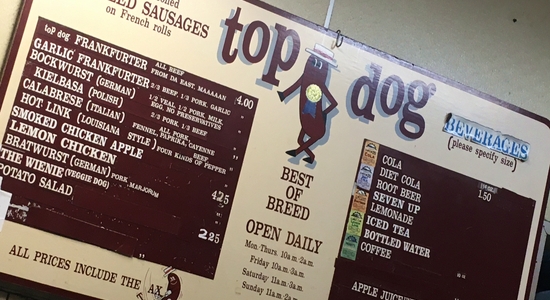 ED SAUSAGES
on French rolls
top dog
top dog FRANKFURTER ALL BEEF FROM DA EAST, MAAAAAN 4.00
GARLIC FRANKFURTER 2/3 BEEF, 1/3 PORK, GARLIC
BOCKWURST (GERMAN) 1/2 VEAL, 1/2 PORK, MILK, EGG, NO PRESERVATIVES
KIELBASA (POLISH) 2/3 PORK, 1/3 BEEF
CALABRESE (ITALIAN) ALL PORK, FENNEL, PAPRIKA, CAYENNE
HOT LINK (LOUISIANA STYLE) FOUR KINDS OF PEPPER
SMOKED CHICKEN APPLE
LEMON CHICKEN
BRATWURST (GERMAN) PORK, MARJORUM 4.25
THE WIENIE (VEGGIE DOG)
POTATO SALAD 2.25
ALL PRICES INCLUDE THE AX
BEST
OF
BREED
OPEN DAILY
Mon.-Thurs. 10a.m.-2a.m.
Friday 10a.m.-3a.m.
Saturday 11a.m.-3a.m.
Sunday 11a.m.-2a.m.
BEVERAGES
(please specify size)
COLA
DIET COLA 1.50
ROOT BEER
SEVEN UP
LEMONADE
ICED TEA
BOTTLED WATER
COFFEE
APPLE JUICE